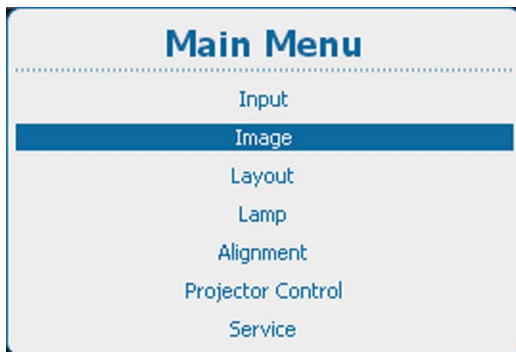 Main Menu
Input
Image
Layout
Lamp
Alignment
Projector Control
Service